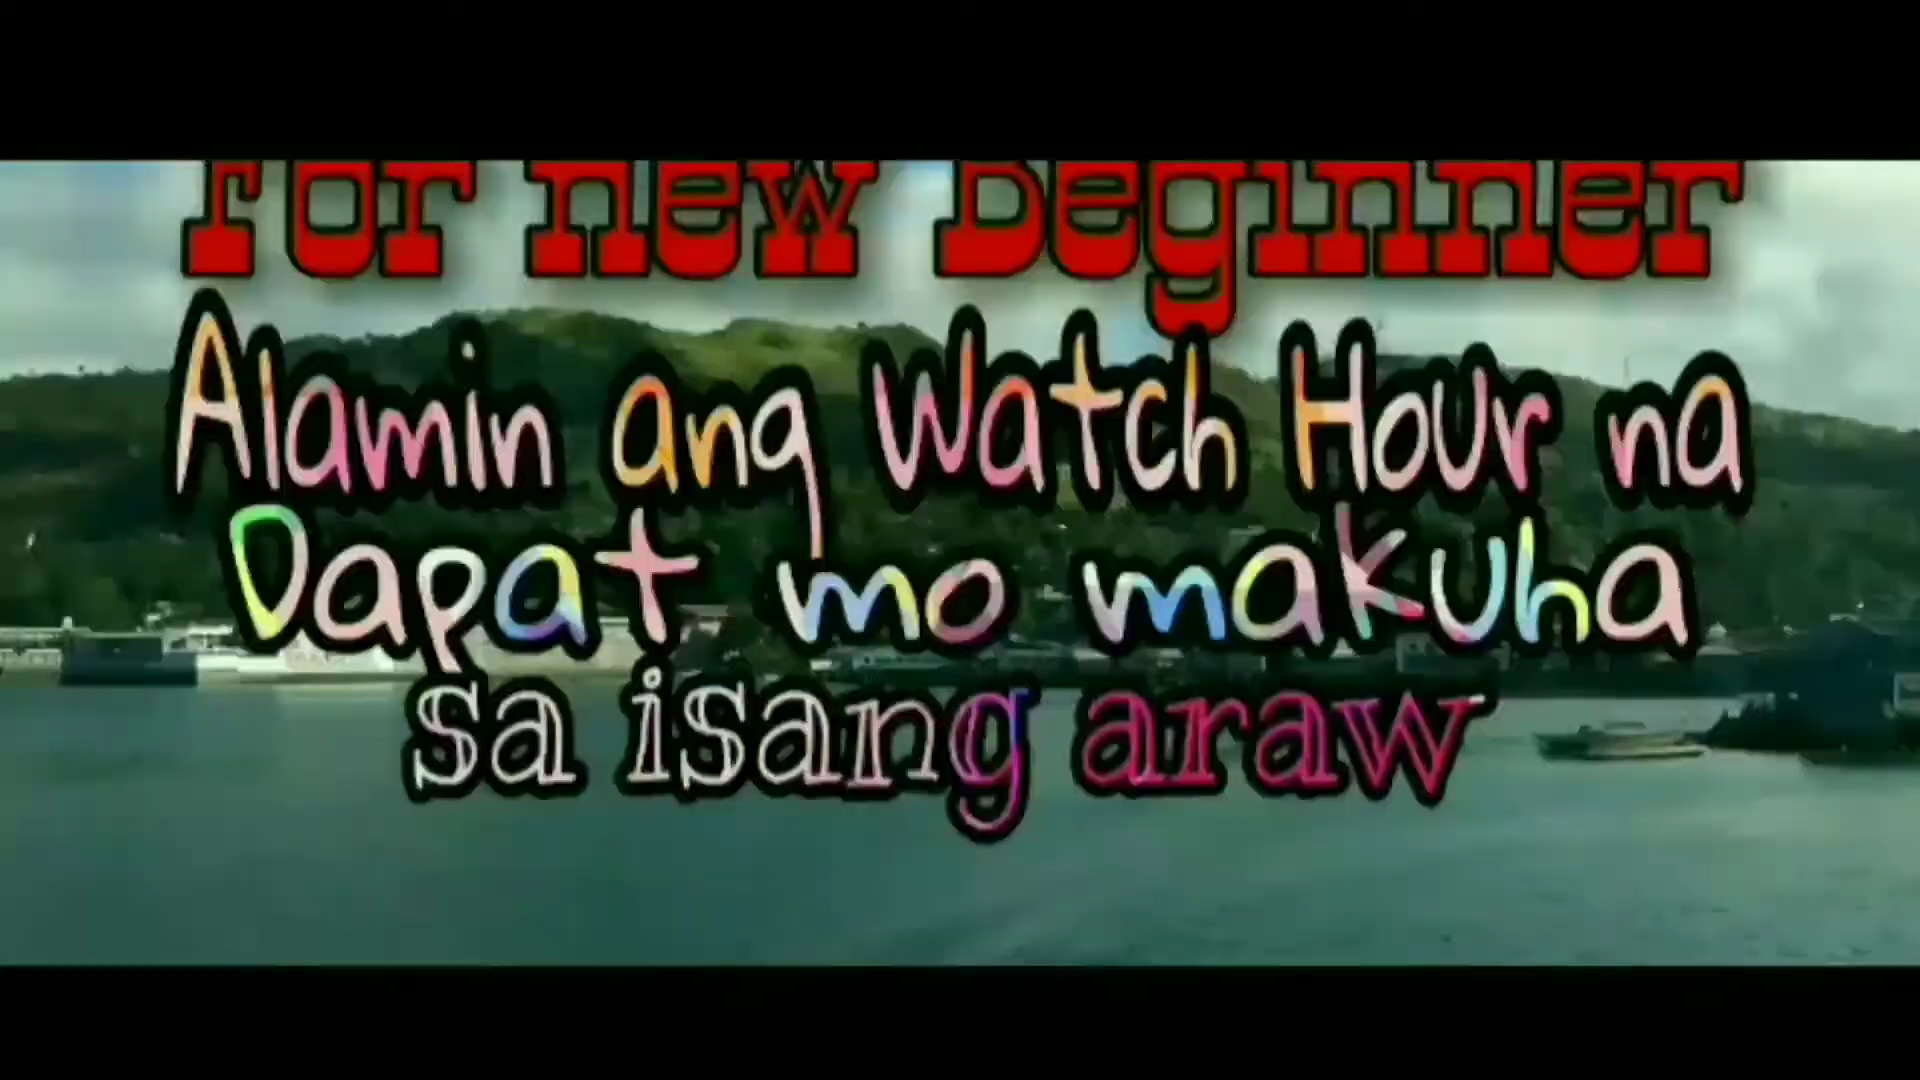 For new Beginner
Alamin ang Watch Hour na
Dapat mo makuha
sa isang araw